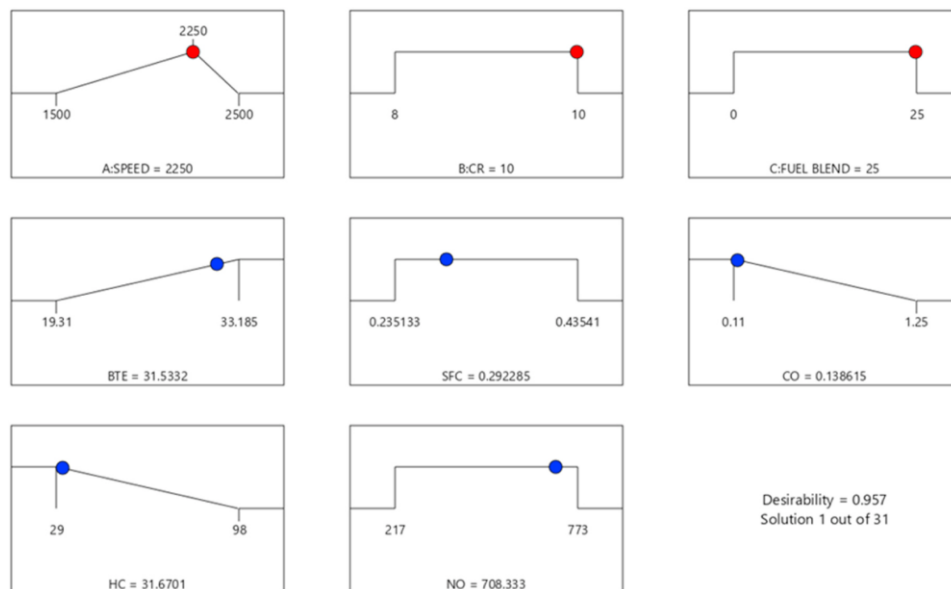 2250
1500 2500
A:SPEED = 2250
8 10
B:CR = 10
0 25
C:FUEL BLEND = 25
19.31 33.185
BTE = 31.5332
0.235133 0.43541
SFC = 0.292285
0.11 1.25
CO = 0.138615
29 98
HC = 31.6701
217 773
NO = 708.333
Desirability = 0.957
Solution 1 out of 31